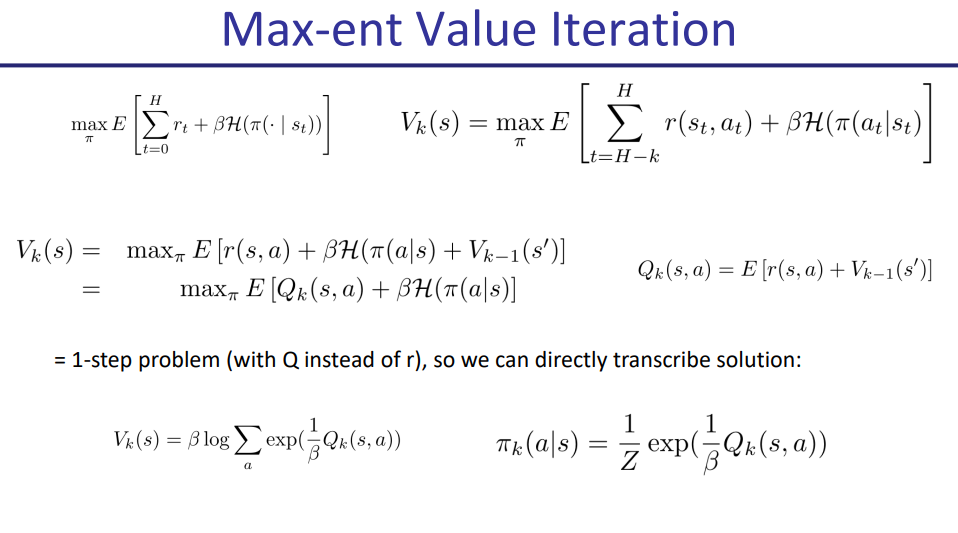 Max-ent Value Iteration
$\max_{\pi} E\left[\sum_{t=0}^{H} r_t + \beta\mathcal{H}(\pi(\cdot \mid s_t))\right]$
$V_k(s) = \max_{\pi} E\left[\sum_{t=H-k}^{H} r(s_t, a_t) + \beta\mathcal{H}(\pi(a_t|s_t)\right]$
$V_k(s) = \max_{\pi} E\left[r(s,a) + \beta\mathcal{H}(\pi(a|s) + V_{k-1}(s')\right]$
$= \max_{\pi} E\left[Q_k(s,a) + \beta\mathcal{H}(\pi(a|s)\right]$
$Q_k(s,a) = E\left[r(s,a) + V_{k-1}(s')\right]$
= 1-step problem (with Q instead of r), so we can directly transcribe solution:
$V_k(s) = \beta \log \sum_{a} \exp(\frac{1}{\beta}Q_k(s,a))$
$\pi_k(a|s) = \frac{1}{Z} \exp(\frac{1}{\beta}Q_k(s,a))$